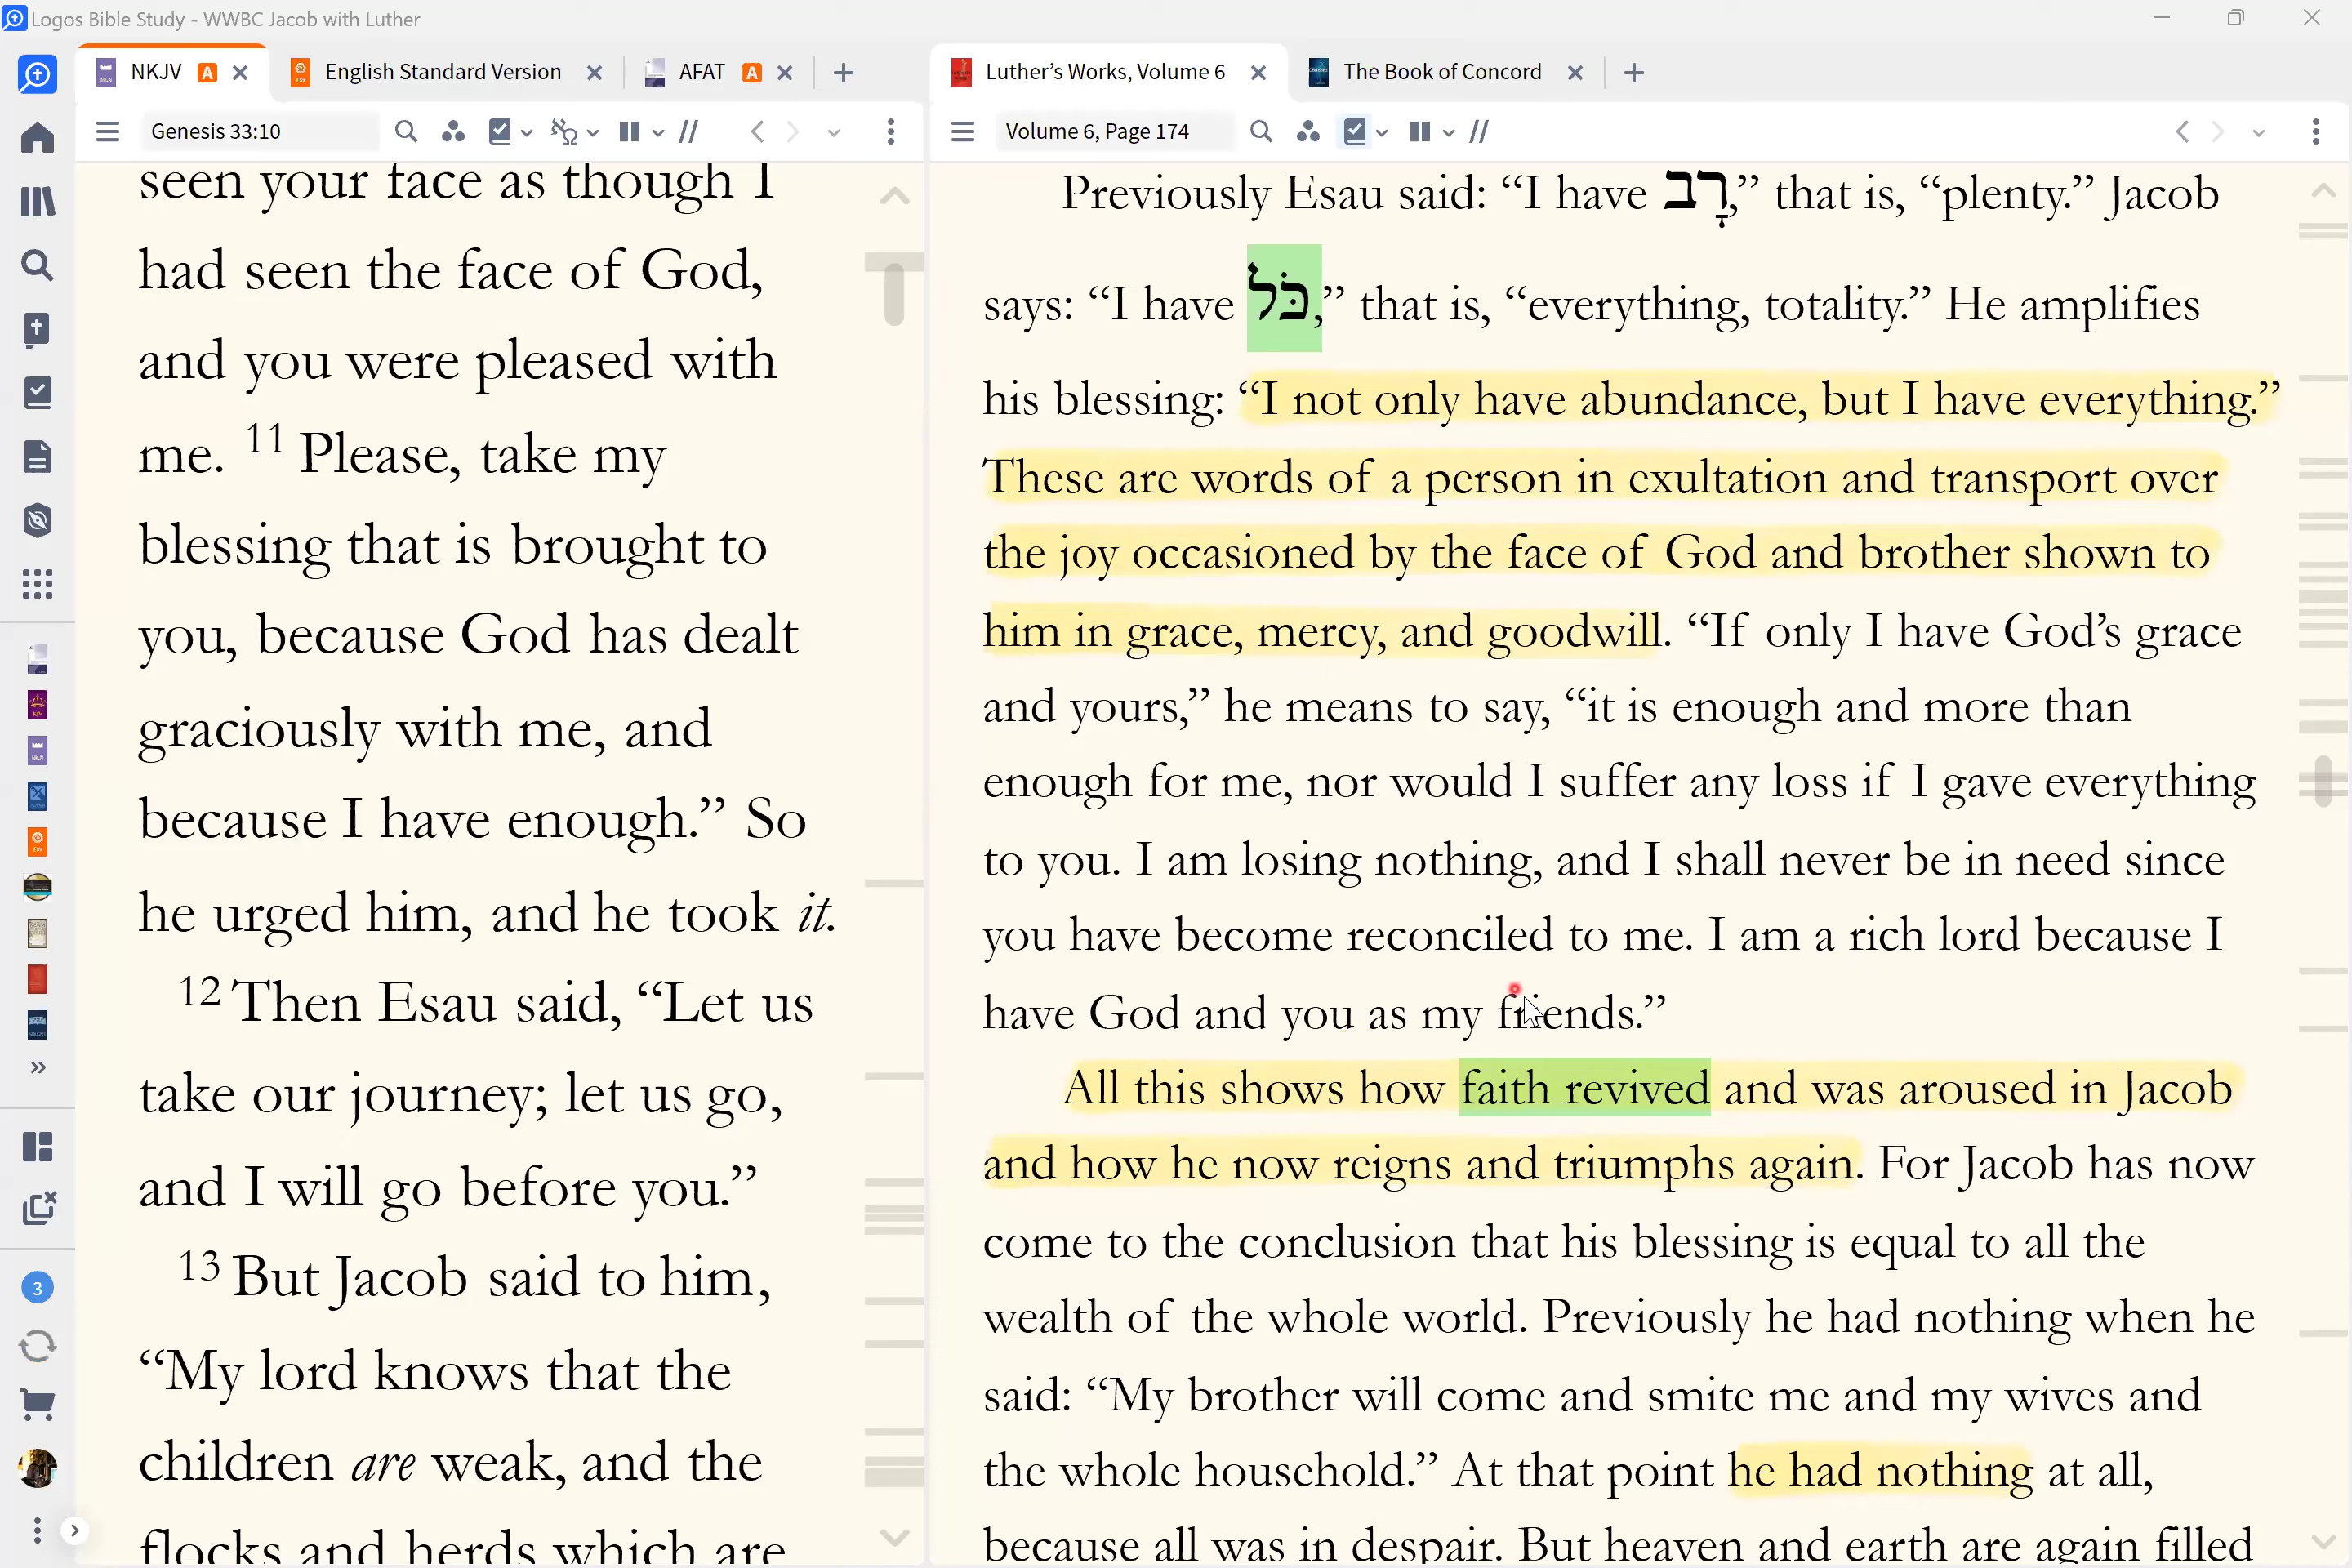 Logos Bible Study - WWBC Jacob with Luther
NKJV A
English Standard Version
AFAT A
Luther’s Works, Volume 6
The Book of Concord
Genesis 33:10
Volume 6, Page 174
seen your face as though I
had seen the face of God,
and you were pleased with
me. 11 Please, take my
blessing that is brought to
you, because God has dealt
graciously with me, and
because I have enough.” So
he urged him, and he took it.
12 Then Esau said, “Let us
take our journey; let us go,
and I will go before you.”
13 But Jacob said to him,
“My lord knows that the
children are weak, and the
flocks and herds which are
Previously Esau said: “I have רָב,” that is, “plenty.” Jacob
says: “I have כֹּל,” that is, “everything, totality.” He amplifies
his blessing: “I not only have abundance, but I have everything.”
These are words of a person in exultation and transport over
the joy occasioned by the face of God and brother shown to
him in grace, mercy, and goodwill. “If only I have God’s grace
and yours,” he means to say, “it is enough and more than
enough for me, nor would I suffer any loss if I gave everything
to you. I am losing nothing, and I shall never be in need since
you have become reconciled to me. I am a rich lord because I
have God and you as my friends.”
All this shows how faith revived and was aroused in Jacob
and how he now reigns and triumphs again. For Jacob has now
come to the conclusion that his blessing is equal to all the
wealth of the whole world. Previously he had nothing when he
said: “My brother will come and smite me and my wives and
the whole household.” At that point he had nothing at all,
because all was in despair. But heaven and earth are again filled
3